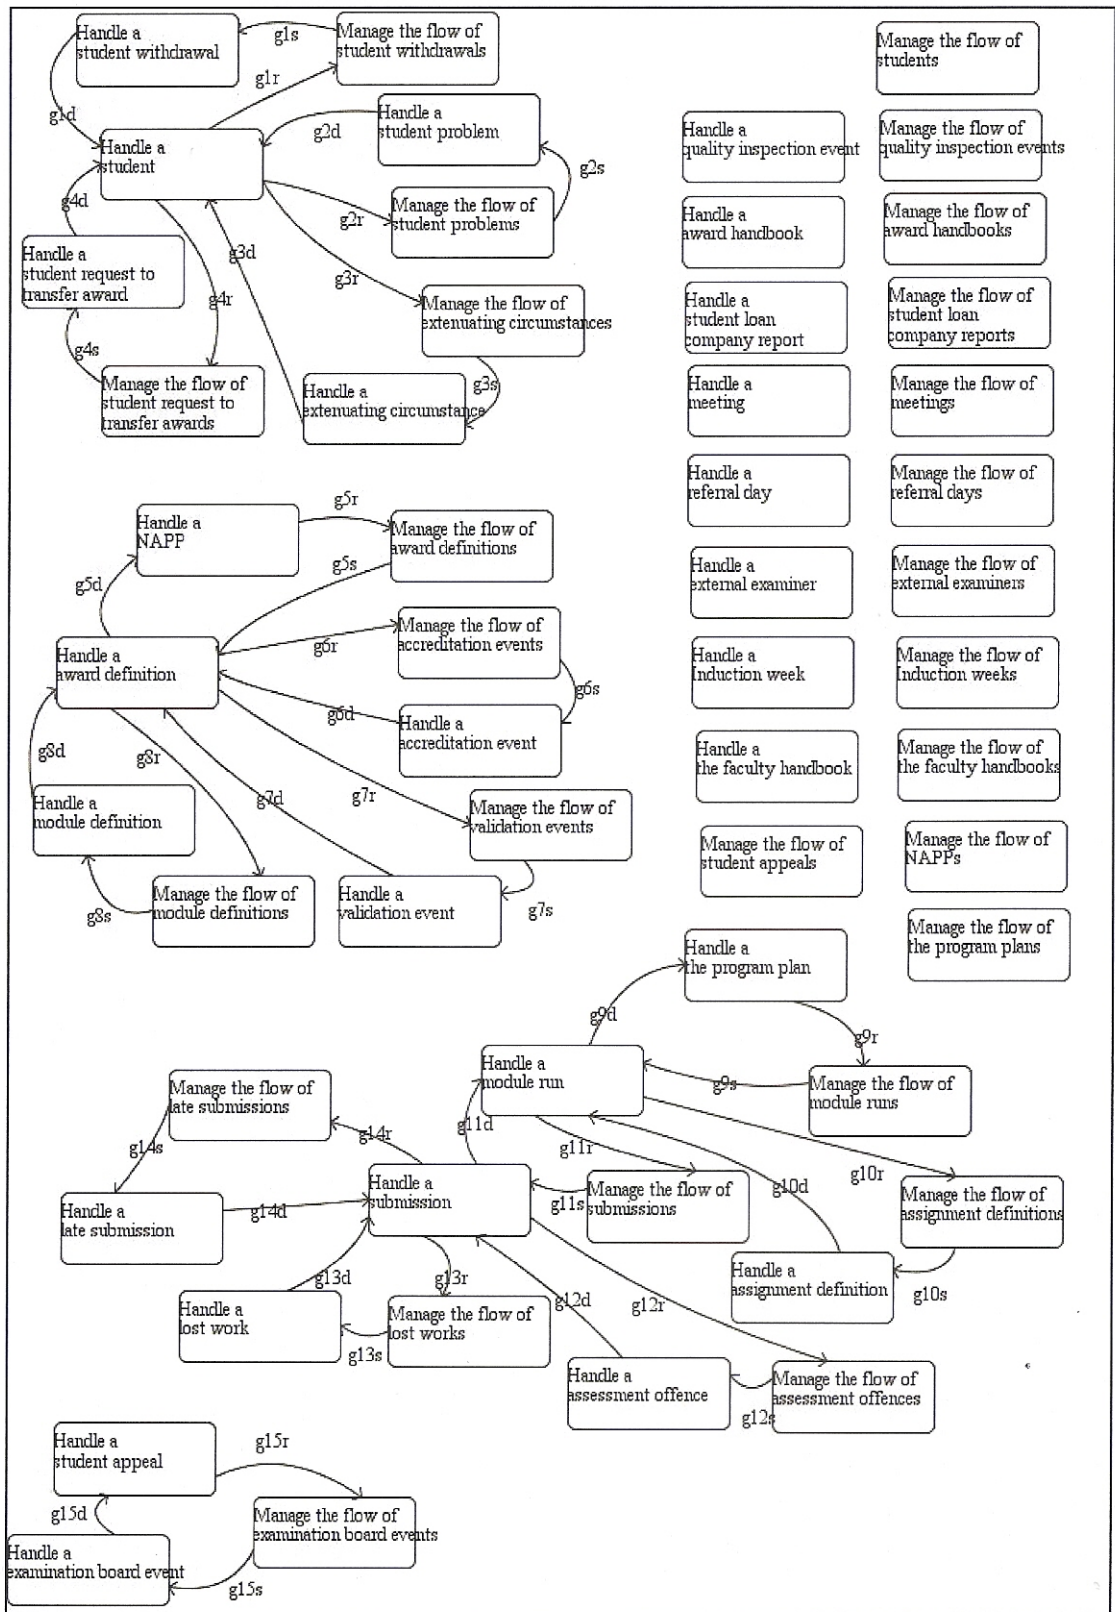 Handle a
student withdrawal
g1s
Manage the flow of
student withdrawals
g1r
g1d
Handle a
student
g2d
Handle a
student problem
g2s
g4d
g2r
Manage the flow of
student problems
Handle a
student request to
transfer award
g3d
g4r
g3r
Manage the flow of
extenuating circumstances
g4s
Manage the flow of
student request to
transfer awards
Handle a
extenuating circumstance
g3s
Manage the flow of
students
Handle a
quality inspection event
Manage the flow of
quality inspection events
Handle a
award handbook
Manage the flow of
award handbooks
Handle a
student loan
company report
Manage the flow of
student loan
company reports
Handle a
meeting
Manage the flow of
meetings
Handle a
referral day
Manage the flow of
referral days
Handle a
external examiner
Manage the flow of
external examiners
Handle a
Induction week
Manage the flow of
Induction weeks
Handle a
the faculty handbook
Manage the flow of
the faculty handbooks
Manage the flow of
student appeals
Manage the flow of
NAPPs
Manage the flow of
the program plans
Handle a
NAPP
g5r
Manage the flow of
award definitions
g5d
g5s
Handle a
award definition
g6r
Manage the flow of
accreditation events
g6s
g6d
Handle a
accreditation event
g8d
g8r
g7d
g7r
Handle a
module definition
Manage the flow of
validation events
g8s
Manage the flow of
module definitions
Handle a
validation event
g7s
Handle a
the program plan
g9d
g9r
Handle a
module run
g9s
Manage the flow of
module runs
Manage the flow of
late submissions
g14s
g14r
g11d
g11r
g10d
g10r
Handle a
late submission
g14d
Handle a
submission
g11s
Manage the flow of
submissions
Manage the flow of
assignment definitions
g13d
g13r
g12d
g12r
Handle a
assignment definition
g10s
Handle a
lost work
g13s
Manage the flow of
lost works
Handle a
assessment offence
g12s
Manage the flow of
assessment offences
Handle a
student appeal
g15r
g15d
Manage the flow of
examination board events
Handle a
examination board event
g15s